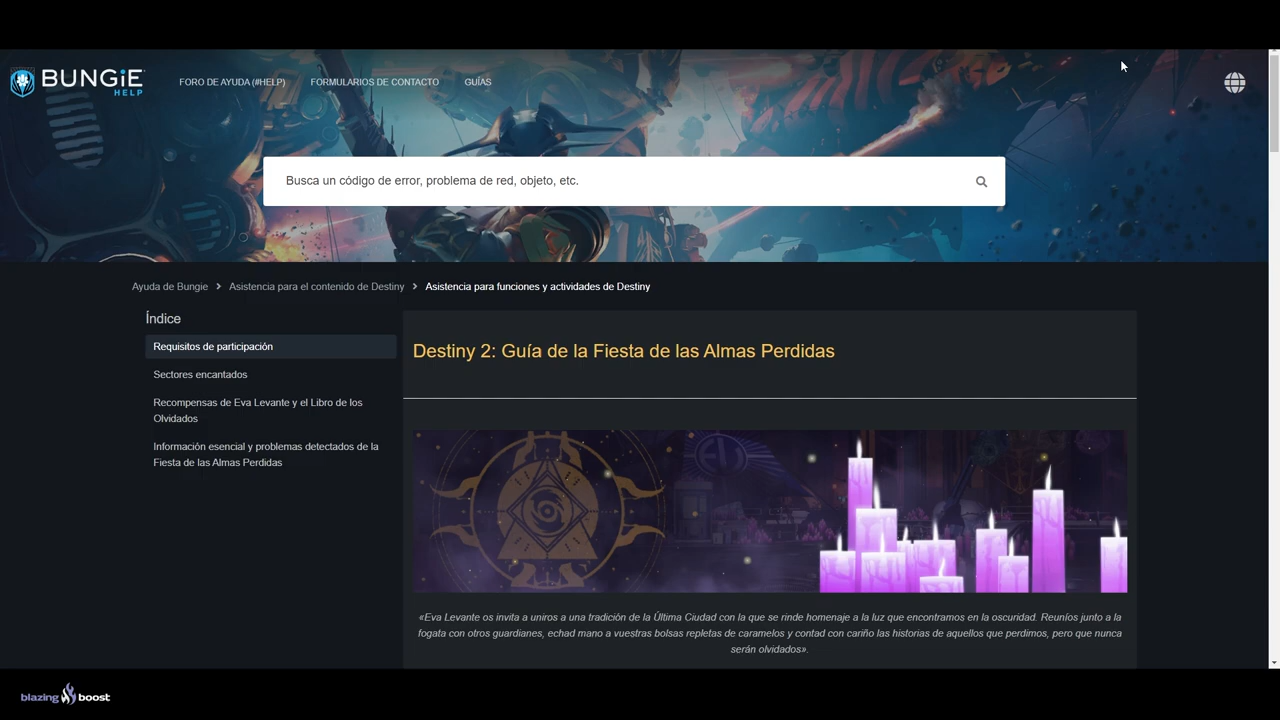 BUNGiE
HELP
FORO DE AYUDA (#HELP)
FORMULARIOS DE CONTACTO
GUÍAS
Busca un código de error, problema de red, objeto, etc.
Ayuda de Bungie > Asistencia para el contenido de Destiny > Asistencia para funciones y actividades de Destiny
Índice
Requisitos de participación
Sectores encantados
Recompensas de Eva Levante y el Libro de los
Olvidados
Información esencial y problemas detectados de la
Fiesta de las Almas Perdidas
Destiny 2: Guía de la Fiesta de las Almas Perdidas
«Eva Levante os invita a uniros a una tradición de la Última Ciudad con la que se rinde homenaje a la luz que encontramos en la oscuridad. Reuníos junto a la
fogata con otros guardianes, echad mano a vuestras bolsas repletas de caramelos y contad con cariño las historias de aquellos que perdimos, pero que nunca
serán olvidados».
blazing boost